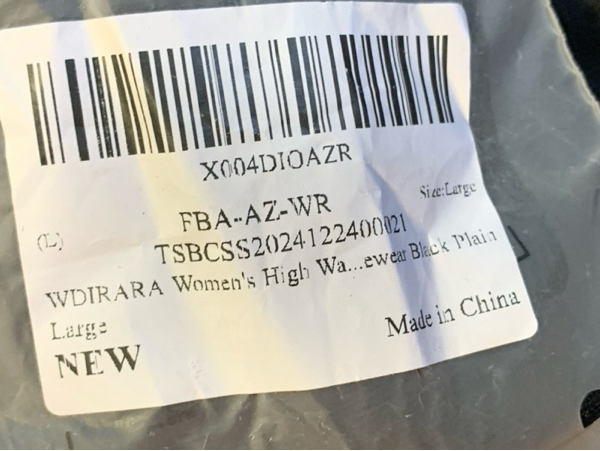 X004DIOAZR
Size:Large
FBA-AZ-WR
(L)
TSBCSS2024122400021
WDIRARA Women's High Wa...ewear Black Plain
Large
Made in China
NEW